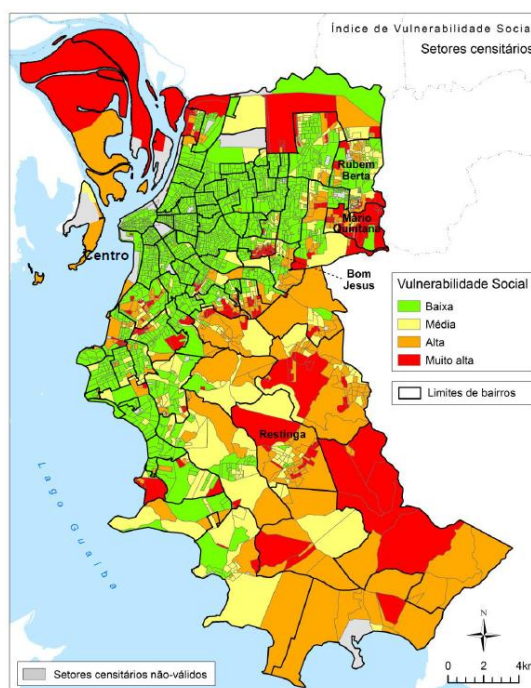 Índice de Vulnerabilidade Social
Setores censitários
Rubem
Berta
Mário
Quintana
Centro
Bom
Jesus
Vulnerabilidade Social
Baixa
Média
Alta
Muito alta
Limites de bairros
Restinga
Lago Guaíba
N
Setores censitários não-válidos
0 2 4km